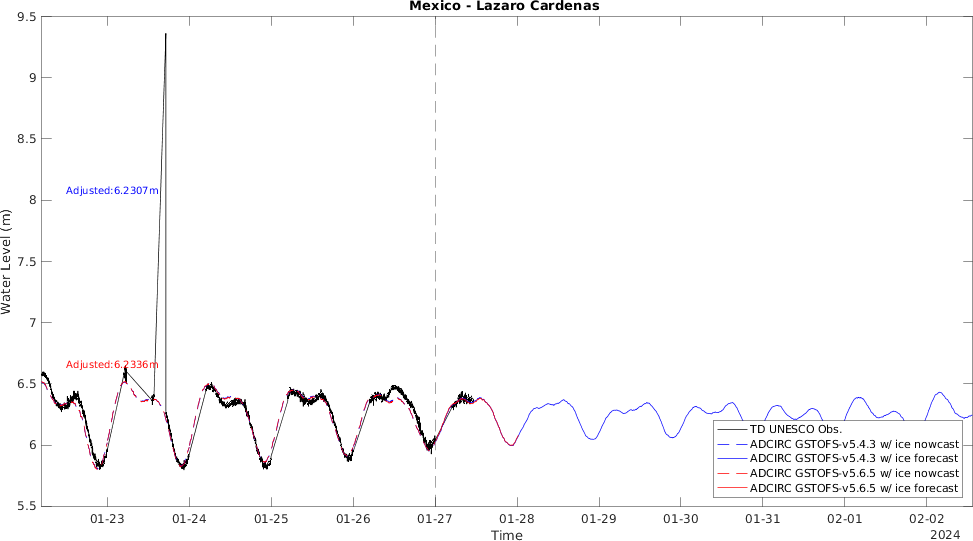 Mexico - Lazaro Cardenas
9.5
9
8.5
8
7.5
7
6.5
6
5.5
Water Level (m)
Adjusted:6.2307m
Adjusted:6.2336m
TD UNESCO Obs.
ADCIRC GSTOFS-v5.4.3 w/ ice nowcast
ADCIRC GSTOFS-v5.4.3 w/ ice forecast
ADCIRC GSTOFS-v5.6.5 w/ ice nowcast
ADCIRC GSTOFS-v5.6.5 w/ ice forecast
01-23 01-24 01-25 01-26 01-27 01-28 01-29 01-30 01-31 02-01 02-02
Time
2024